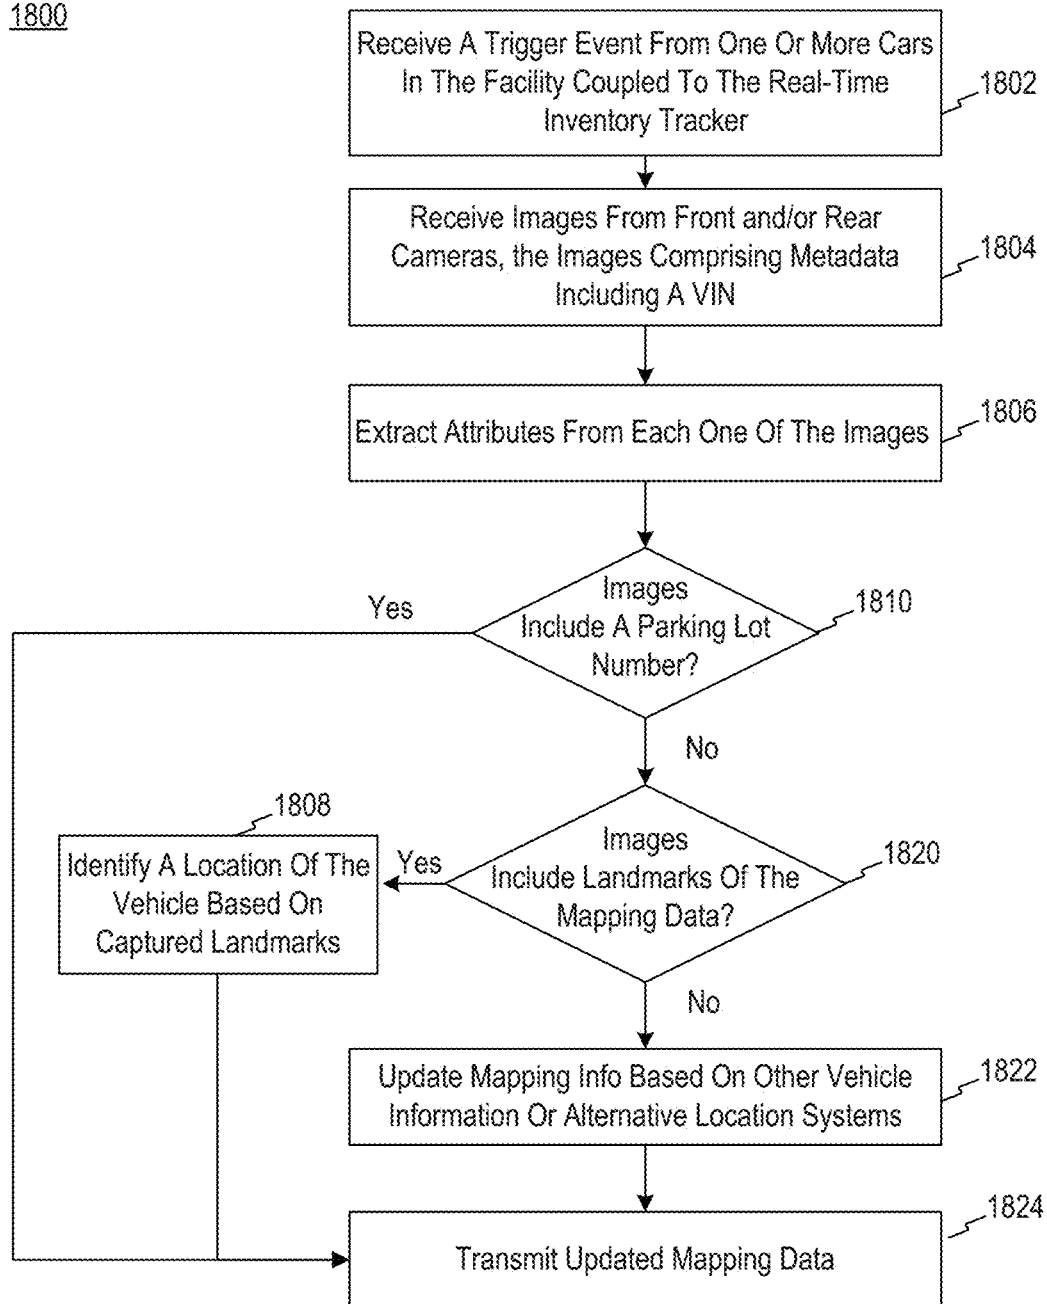 1800
Receive A Trigger Event From One Or More Cars
In The Facility Coupled To The Real-Time
Inventory Tracker
1802
Receive Images From Front and/or Rear
Cameras, the Images Comprising Metadata
Including A VIN
1804
Extract Attributes From Each One Of The Images
1806
Images
Include A Parking Lot
Number?
1810
Yes
No
Images
Include Landmarks Of The
Mapping Data?
1820
Yes
1808
Identify A Location Of The
Vehicle Based On
Captured Landmarks
No
Update Mapping Info Based On Other Vehicle
Information Or Alternative Location Systems
1822
Transmit Updated Mapping Data
1824